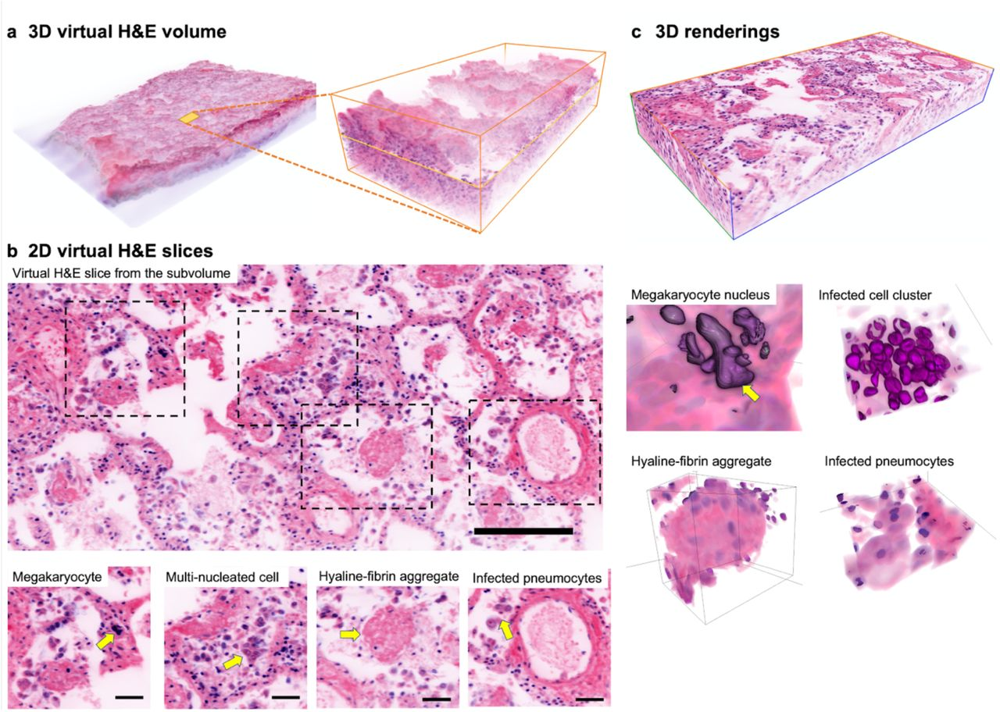 a 3D virtual H&E volume
c 3D renderings
b 2D virtual H&E slices
Virtual H&E slice from the subvolume
Megakaryocyte nucleus
Infected cell cluster
Hyaline-fibrin aggregate
Infected pneumocytes
Megakaryocyte
Multi-nucleated cell
Hyaline-fibrin aggregate
Infected pneumocytes